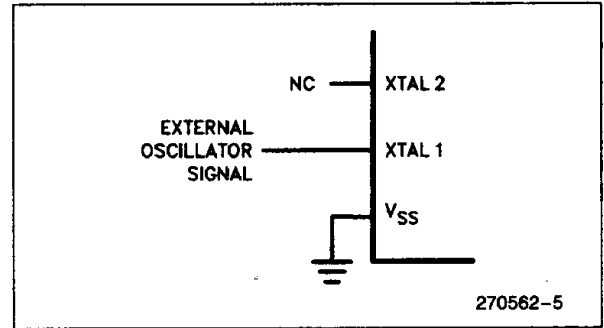 NC
XTAL 2
EXTERNAL
OSCILLATOR
SIGNAL
XTAL 1
VSS
270562-5